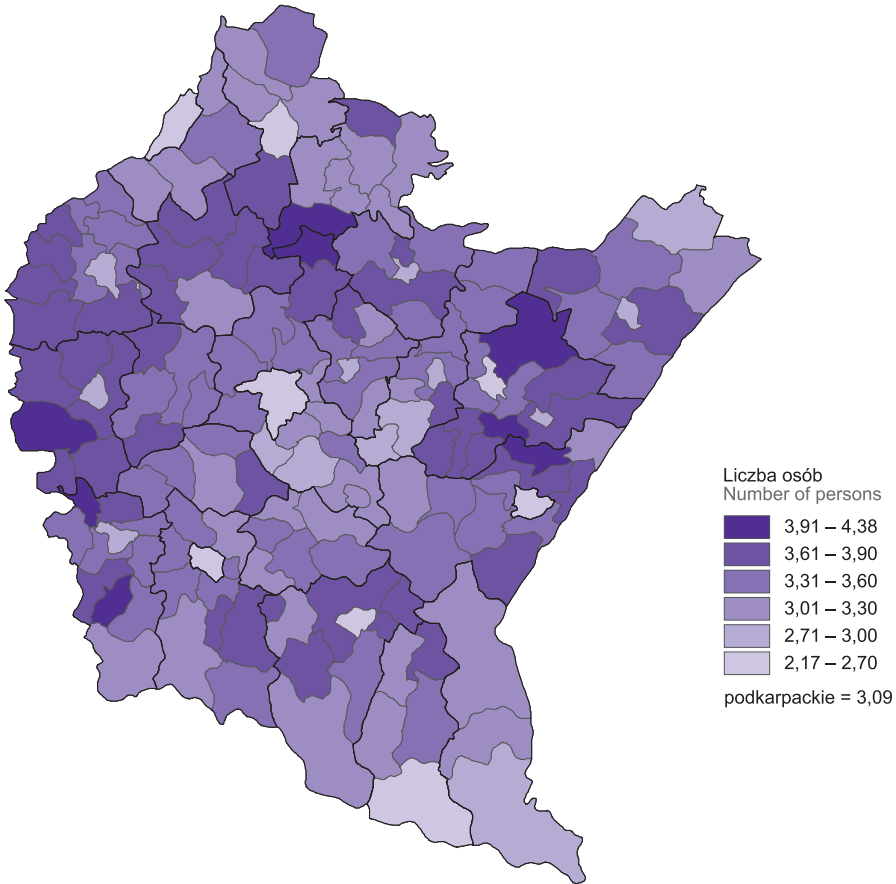 Liczba osób
Number of persons
3,91 – 4,38
3,61 – 3,90
3,31 – 3,60
3,01 – 3,30
2,71 – 3,00
2,17 – 2,70
podkarpackie = 3,09